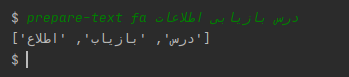 $ prepare-text fa درس بازیابی اطلاعات
['درس', 'بازیاب', 'اطلاع']
$